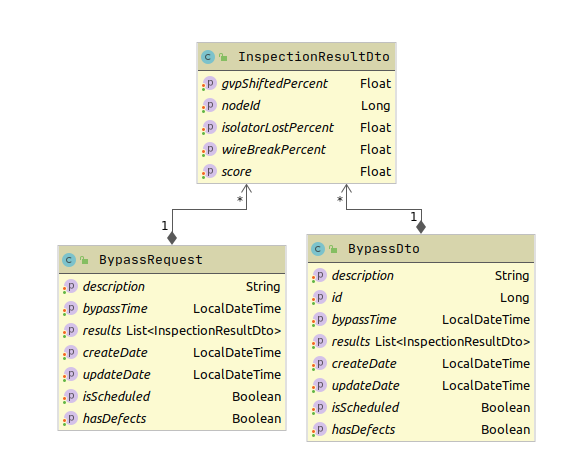 InspectionResultDto
gvpShiftedPercent Float
nodeId Long
isolatorLostPercent Float
wireBreakPercent Float
score Float
* *
1 1
BypassRequest
description String
bypassTime LocalDateTime
results List<InspectionResultDto>
createDate LocalDateTime
updateDate LocalDateTime
isScheduled Boolean
hasDefects Boolean
BypassDto
description String
id Long
bypassTime LocalDateTime
results List<InspectionResultDto>
createDate LocalDateTime
updateDate LocalDateTime
isScheduled Boolean
hasDefects Boolean